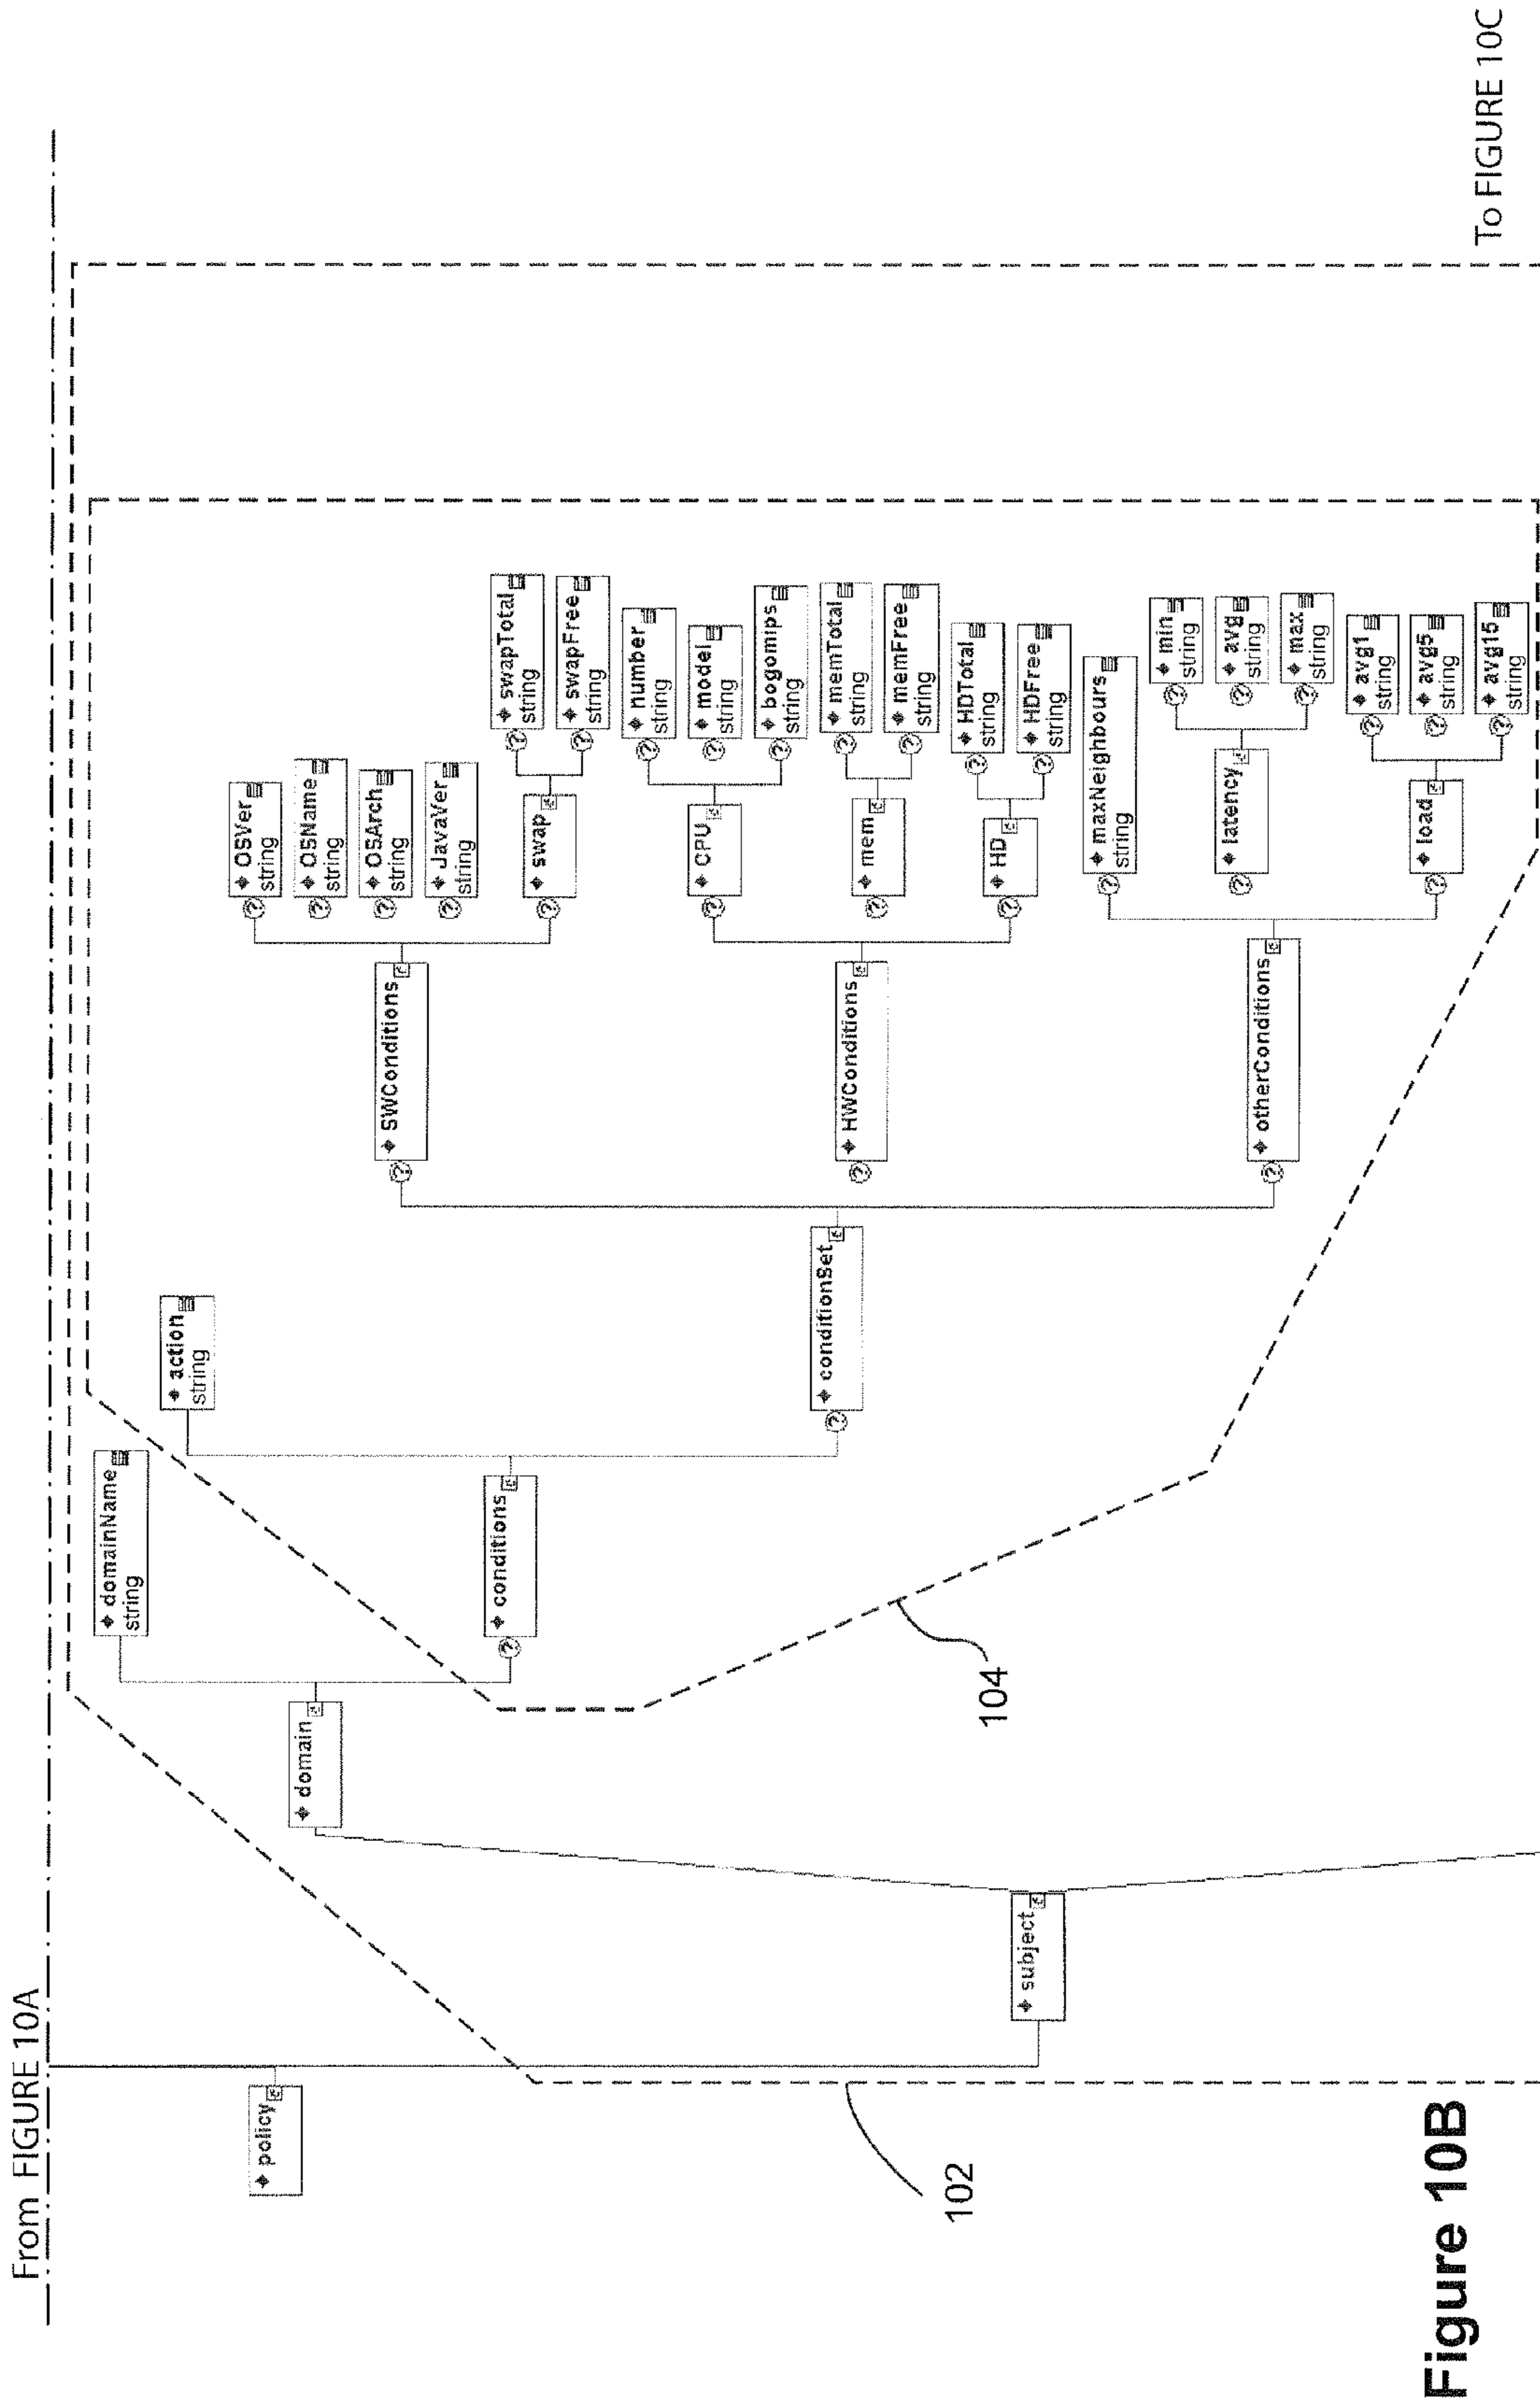 From FIGURE 10A
policy
subject
domain
domainName
string
conditions
action
string
conditionSet
SWConditions
OSVer
string
OSName
string
OSArch
string
JavaVer
string
swap
swapTotal
string
swapFree
string
HWConditions
CPU
number
string
model
string
bogomips
string
mem
memTotal
string
memFree
string
HD
HDTotal
string
HDFree
string
otherConditions
maxNeighbours
string
latency
min
string
avg
string
max
string
load
avg1
string
avg5
string
avg15
string
102
104
To FIGURE 10C
Figure 10B